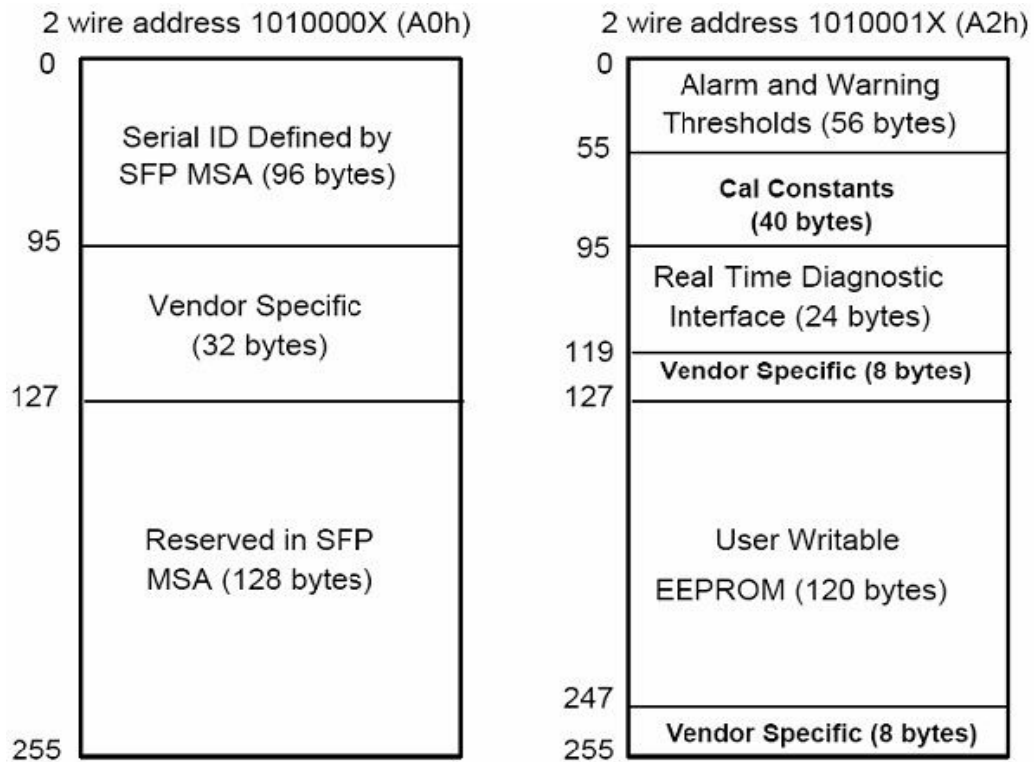 2 wire address 1010000X (A0h)
0
Serial ID Defined by
SFP MSA (96 bytes)
95
Vendor Specific
(32 bytes)
127
Reserved in SFP
MSA (128 bytes)
255
2 wire address 1010001X (A2h)
0
Alarm and Warning
Thresholds (56 bytes)
55
Cal Constants
(40 bytes)
95
Real Time Diagnostic
Interface (24 bytes)
119
Vendor Specific (8 bytes)
127
User Writable
EEPROM (120 bytes)
247
Vendor Specific (8 bytes)
255